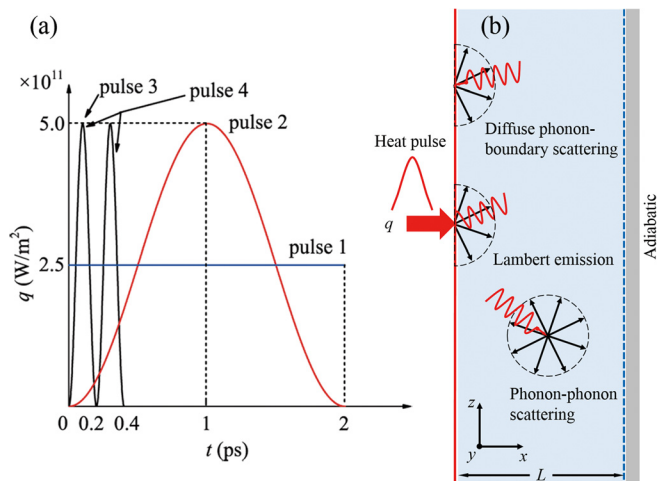 (a)
×10¹¹
pulse 3
pulse 4
5.0
pulse 2
q (W/m²)
pulse 1
2.5
0 0.2 0.4 1 2
t (ps)
(b)
Diffuse phonon-
boundary scattering
Heat pulse
q
Lambert emission
Phonon-phonon
scattering
z
y x
L
Adiabatic